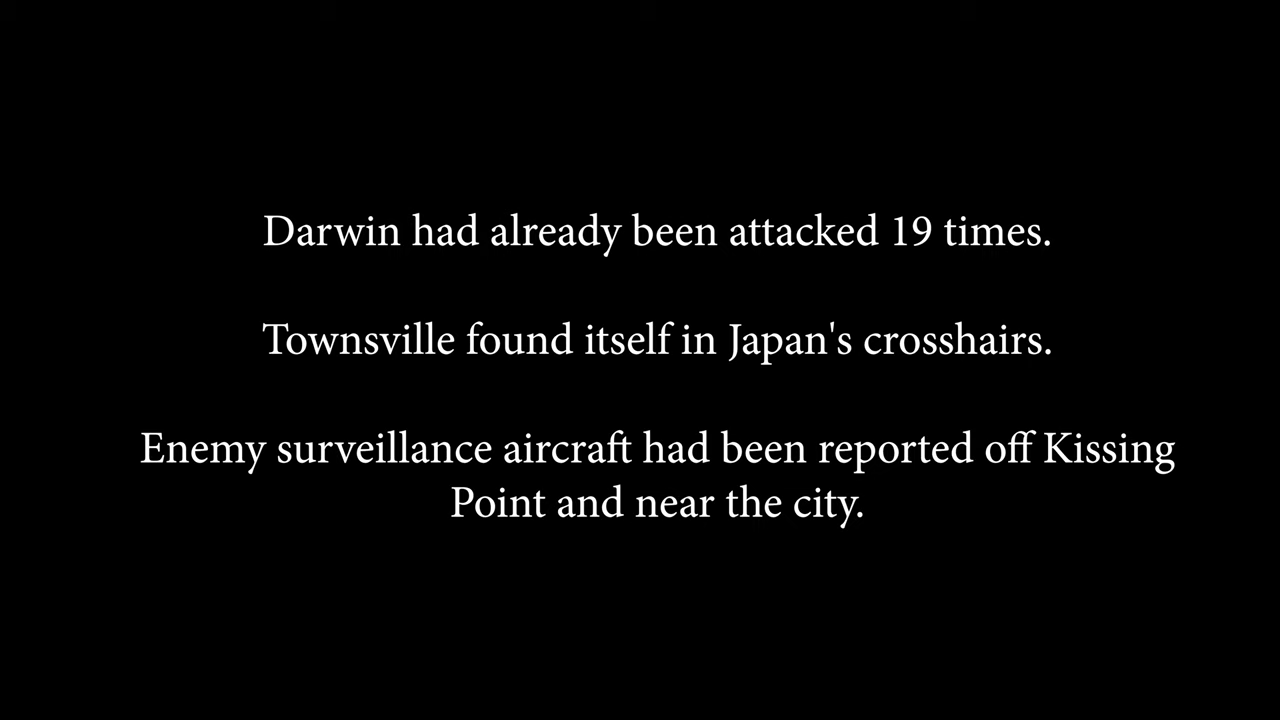 Darwin had already been attacked 19 times.
Townsville found itself in Japan's crosshairs.
Enemy surveillance aircraft had been reported off Kissing
Point and near the city.